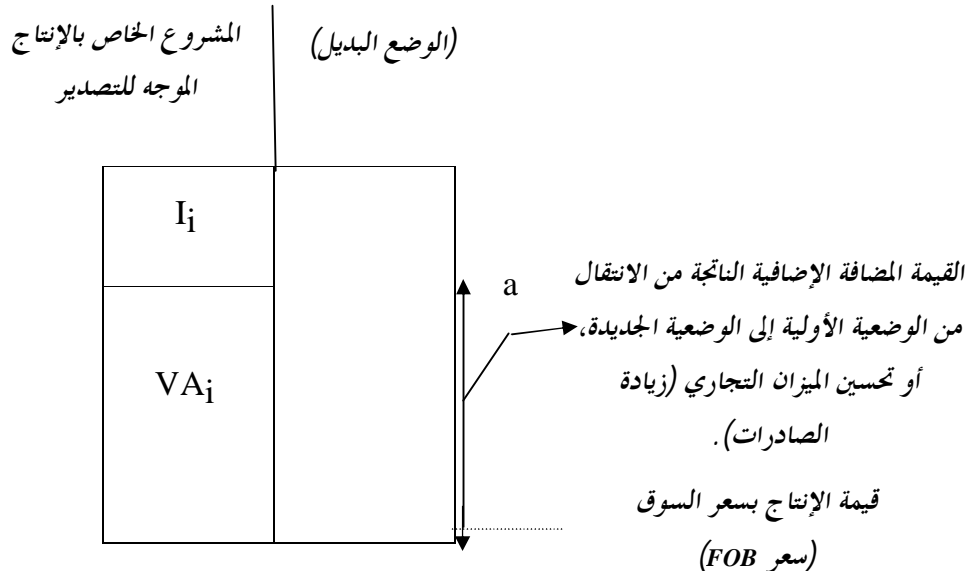 المشروع الخاص بالإنتاج
الموجه للتصدير
(الوضع البديل)
Ii
a
القيمة المضافة الإضافية الناتجة من الانتقال
من الوضعية الأولية إلى الوضعية الجديدة،
أو تحسين الميزان التجاري (زيادة
الصادرات).
VAi
قيمة الإنتاج بسعر السوق
(سعر FOB)